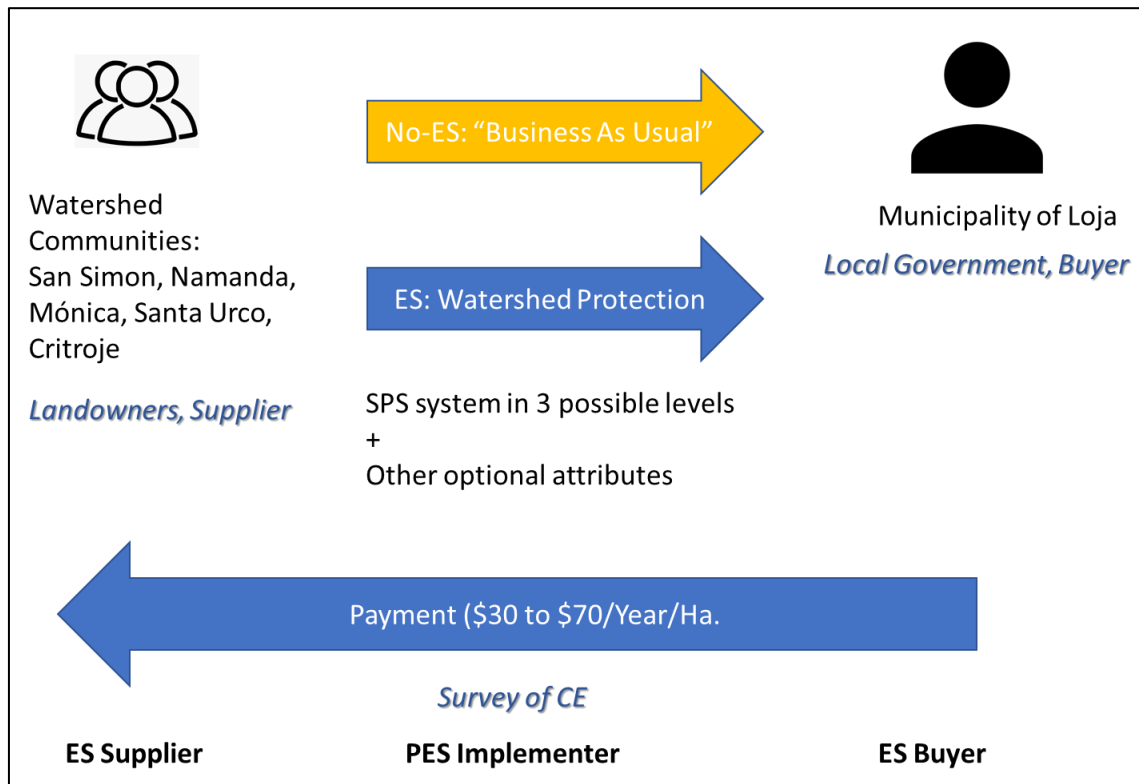 No-ES: “Business As Usual”
Watershed
Communities:
San Simon, Namanda,
Mónica, Santa Urco,
Critroje
Landowners, Supplier
ES: Watershed Protection
SPS system in 3 possible levels
+
Other optional attributes
Municipality of Loja
Local Government, Buyer
Payment ($30 to $70/Year/Ha.
Survey of CE
ES Supplier
PES Implementer
ES Buyer